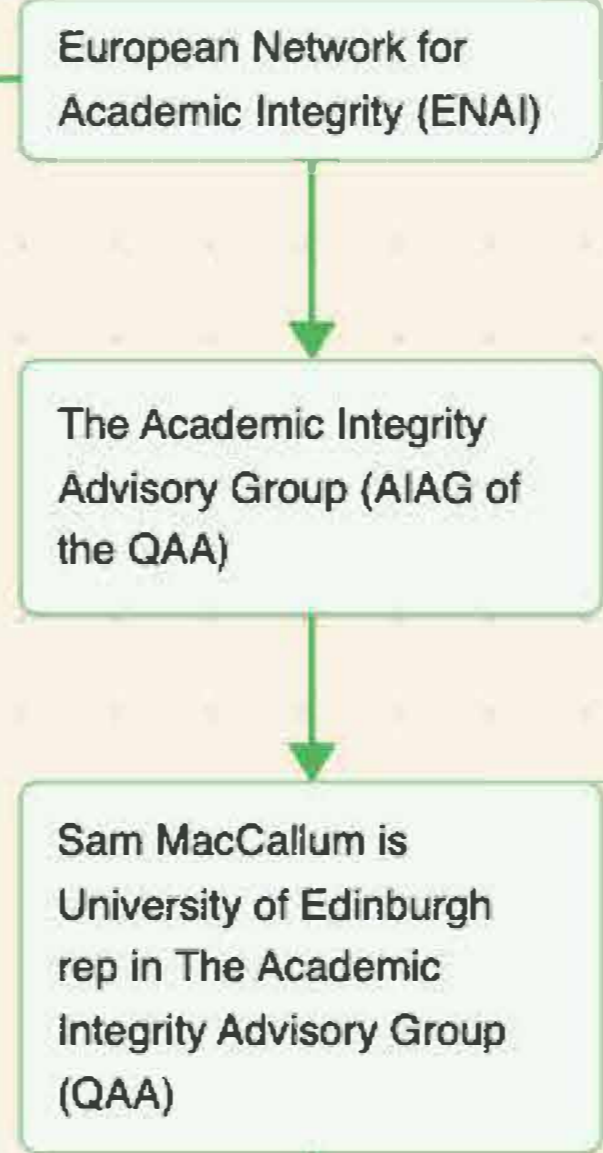 European Network for
Academic Integrity (ENAI)
The Academic Integrity
Advisory Group (AIAG of
the QAA)
Sam MacCallum is
University of Edinburgh
rep in The Academic
Integrity Advisory Group
(QAA)